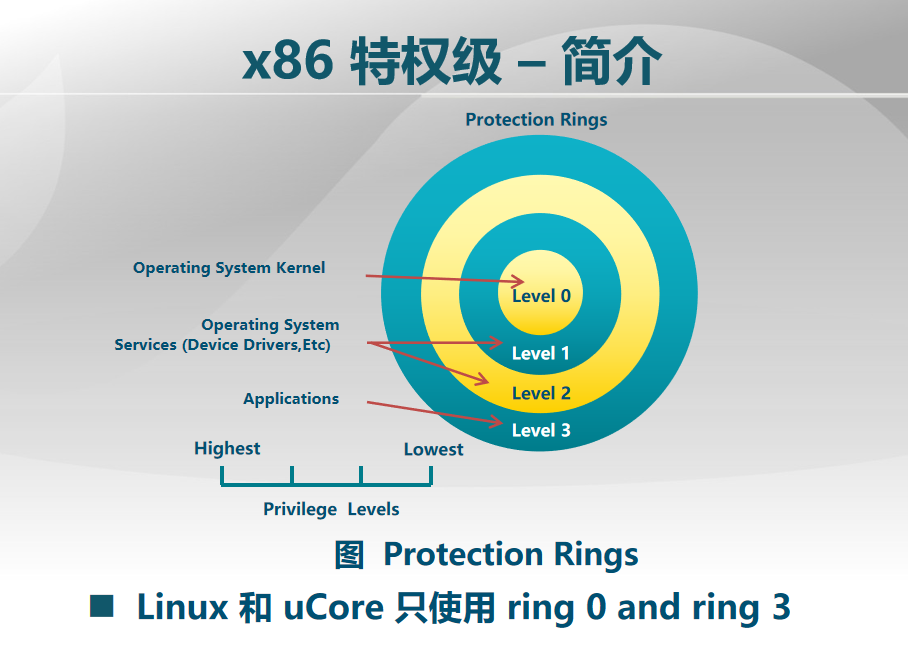 x86 特权级 – 简介
Protection Rings
Operating System Kernel
Level 0
Operating System
Services (Device Drivers,Etc)
Level 1
Level 2
Applications
Level 3
Highest
Lowest
Privilege Levels
图 Protection Rings
■ Linux 和 uCore 只使用 ring 0 and ring 3